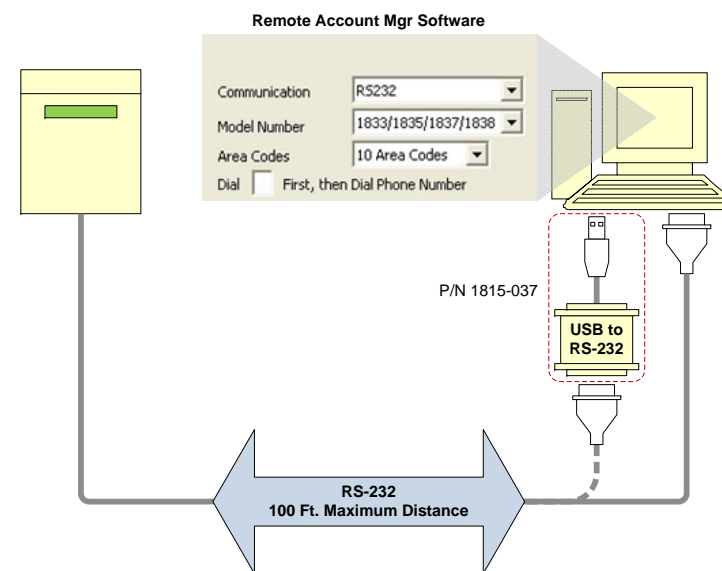 Remote Account Mgr Software
Communication RS232
Model Number 1833/1835/1837/1838
Area Codes 10 Area Codes
Dial First, then Dial Phone Number
P/N 1815-037
USB to
RS-232
RS-232
100 Ft. Maximum Distance